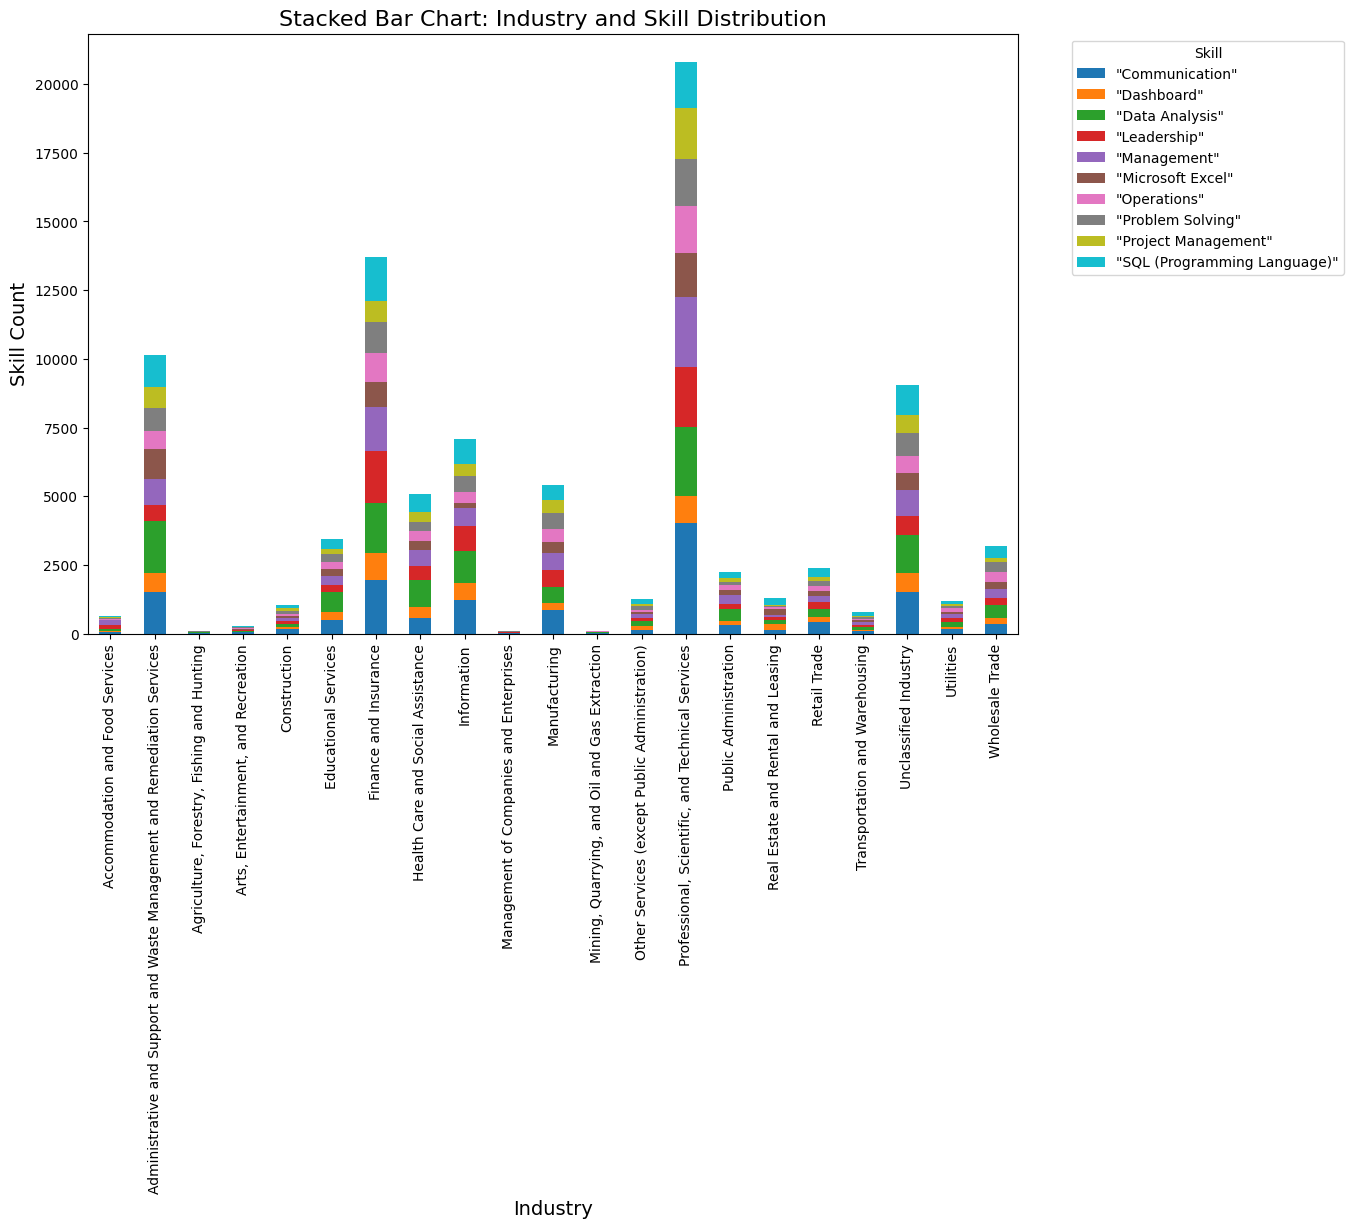 Stacked Bar Chart: Industry and Skill Distribution
Skill Count
20000
17500
15000
12500
10000
7500
5000
2500
0
Accommodation and Food Services
Administrative and Support and Waste Management and Remediation Services
Agriculture, Forestry, Fishing and Hunting
Arts, Entertainment, and Recreation
Construction
Educational Services
Finance and Insurance
Health Care and Social Assistance
Information
Management of Companies and Enterprises
Manufacturing
Mining, Quarrying, and Oil and Gas Extraction
Other Services (except Public Administration)
Professional, Scientific, and Technical Services
Public Administration
Real Estate and Rental and Leasing
Retail Trade
Transportation and Warehousing
Unclassified Industry
Utilities
Wholesale Trade
Industry
Skill
"Communication"
"Dashboard"
"Data Analysis"
"Leadership"
"Management"
"Microsoft Excel"
"Operations"
"Problem Solving"
"Project Management"
"SQL (Programming Language)"